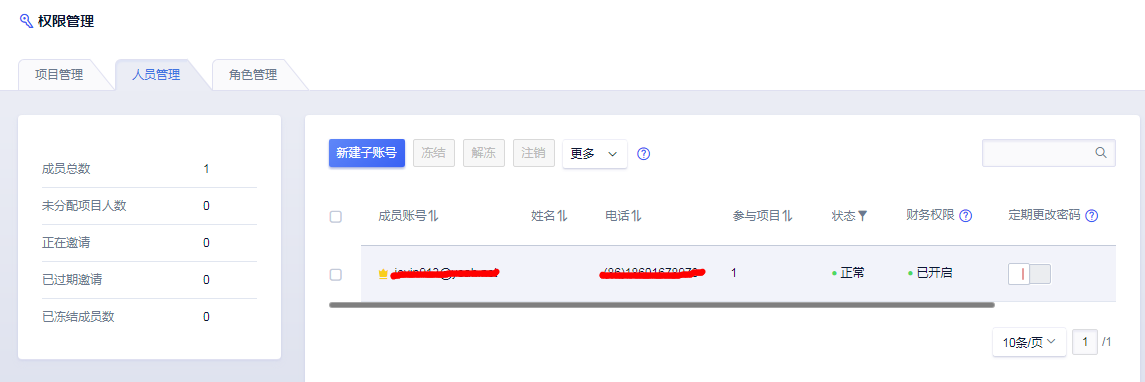 权限管理
项目管理 人员管理 角色管理
成员总数 1
未分配项目人数 0
正在邀请 0
已过期邀请 0
已冻结成员数 0
新建子账号 冻结 解冻 注销 更多
成员账号 姓名 电话 参与项目 状态 财务权限 定期更改密码
1 正常 已开启
10条/页 1 /1